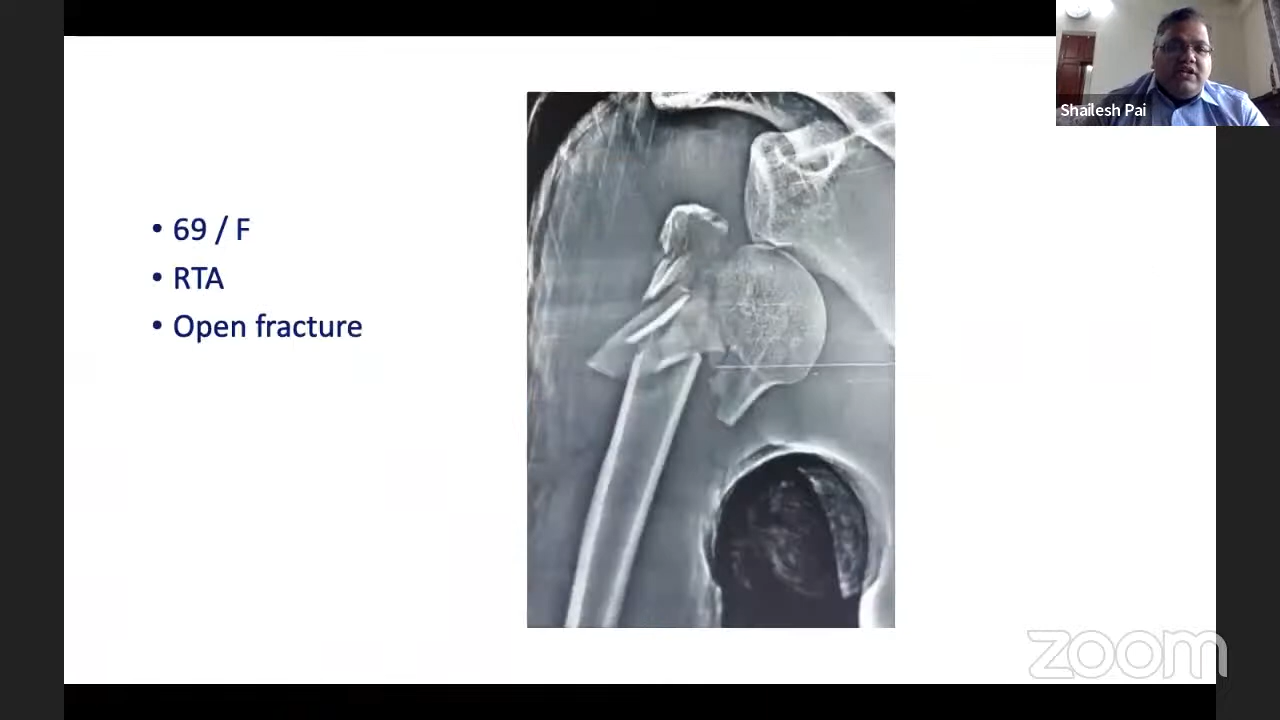 Shailesh Pai
• 69 / F
• RTA
• Open fracture
zoom